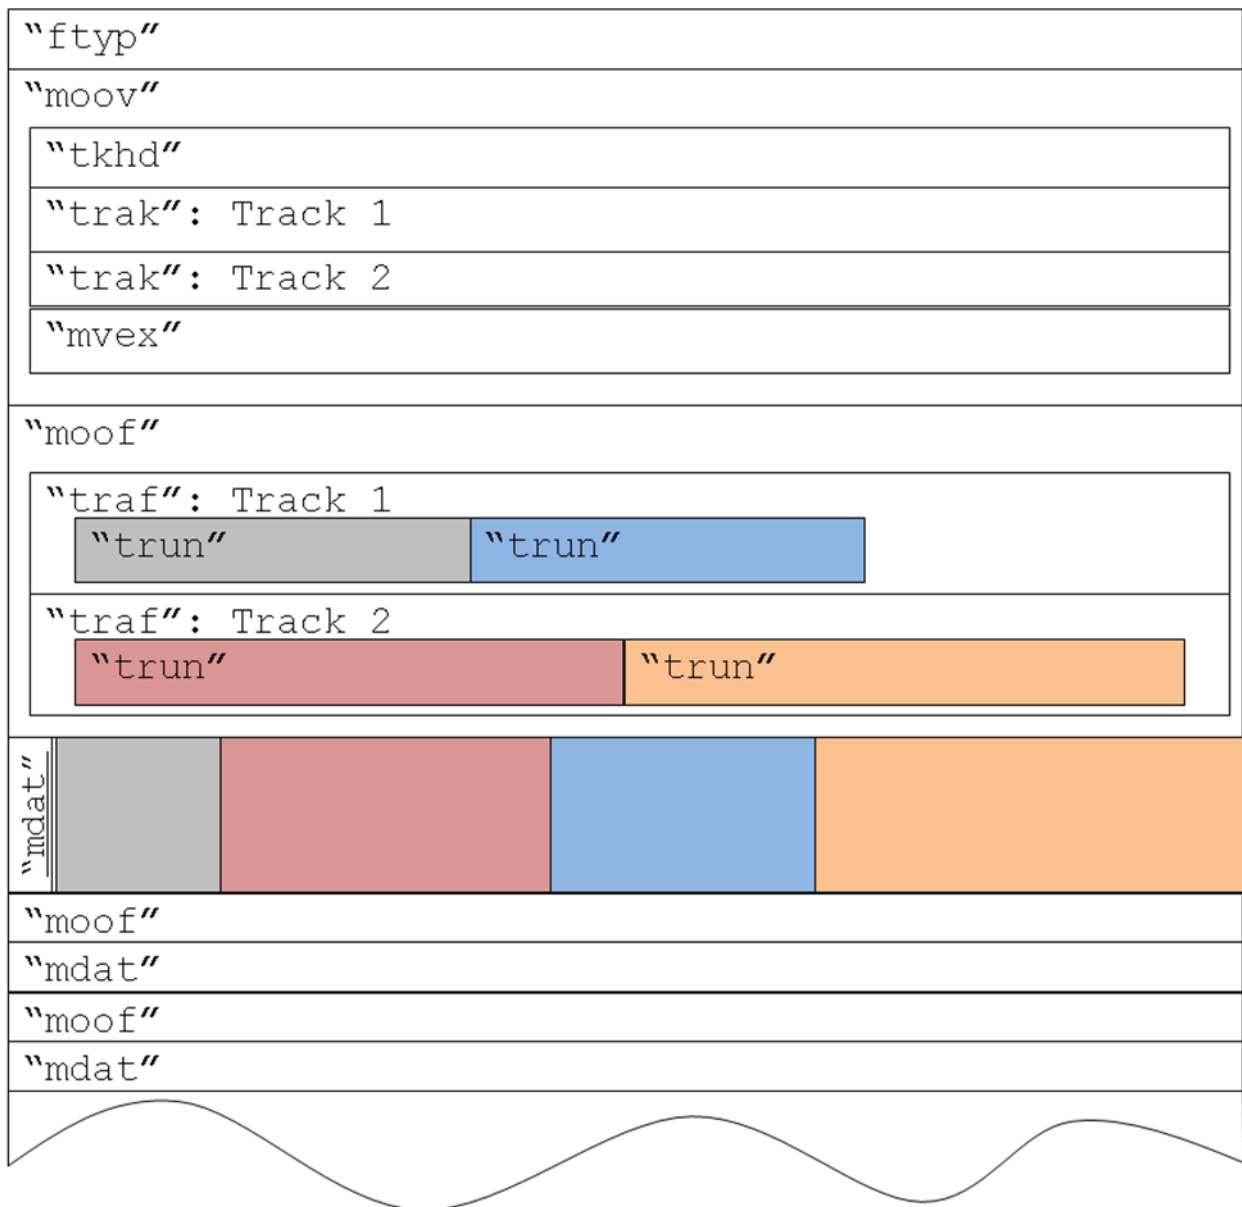 “ftyp”
“moov”
“tkhd”
“trak”: Track 1
“trak”: Track 2
“mvex”
“moof”
“traf”: Track 1
“trun” “trun”
“traf”: Track 2
“trun” “trun”
“mdat”
“moof”
“mdat”
“moof”
“mdat”